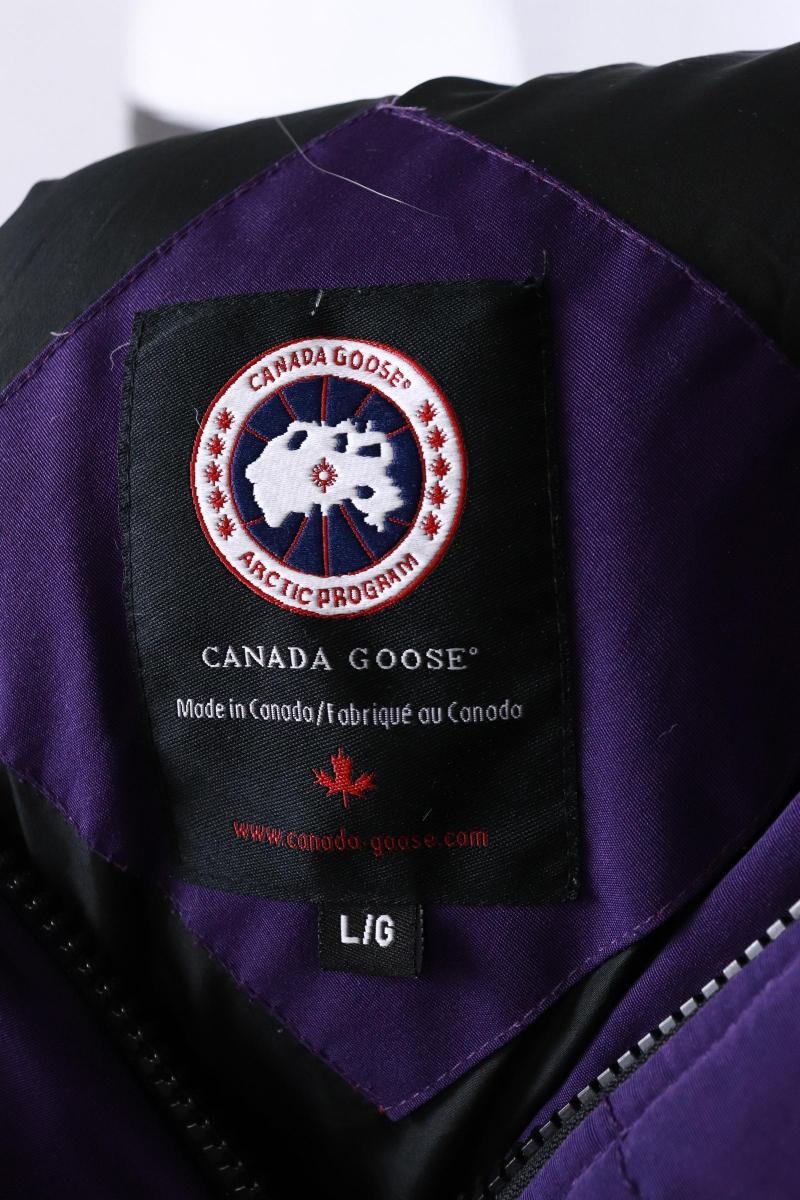 CANADA GOOSE®
ARCTIC PROGRAM
CANADA GOOSE®
Made in Canada/Fabriqué au Canada
www.canada-goose.com
L/G